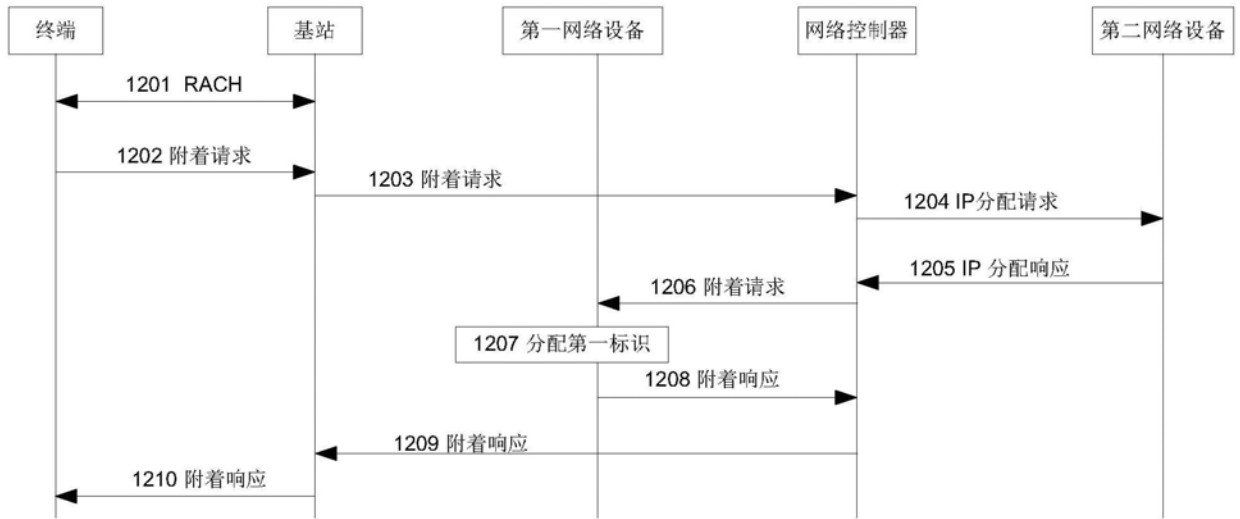 终端
基站
第一网络设备
网络控制器
第二网络设备
1201 RACH
1202 附着请求
1203 附着请求
1204 IP分配请求
1205 IP 分配响应
1206 附着请求
1207 分配第一标识
1208 附着响应
1209 附着响应
1210 附着响应